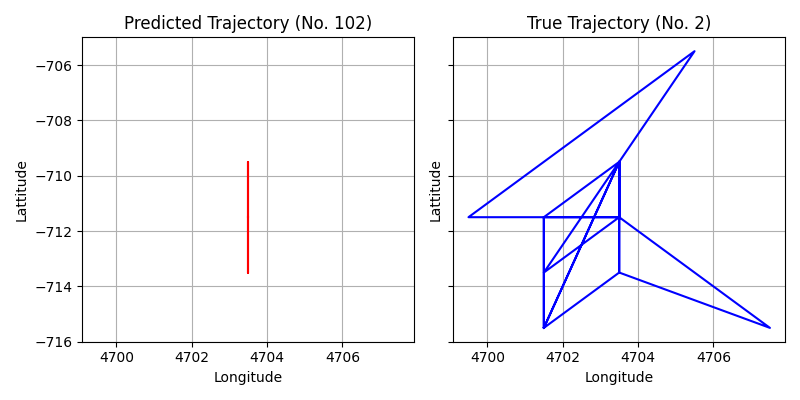 Predicted Trajectory (No. 102)
True Trajectory (No. 2)
−706
−708
−710
−712
−714
−716
Lattitude
Lattitude
4700
4702
4704
4706
4700
4702
4704
4706
Longitude
Longitude